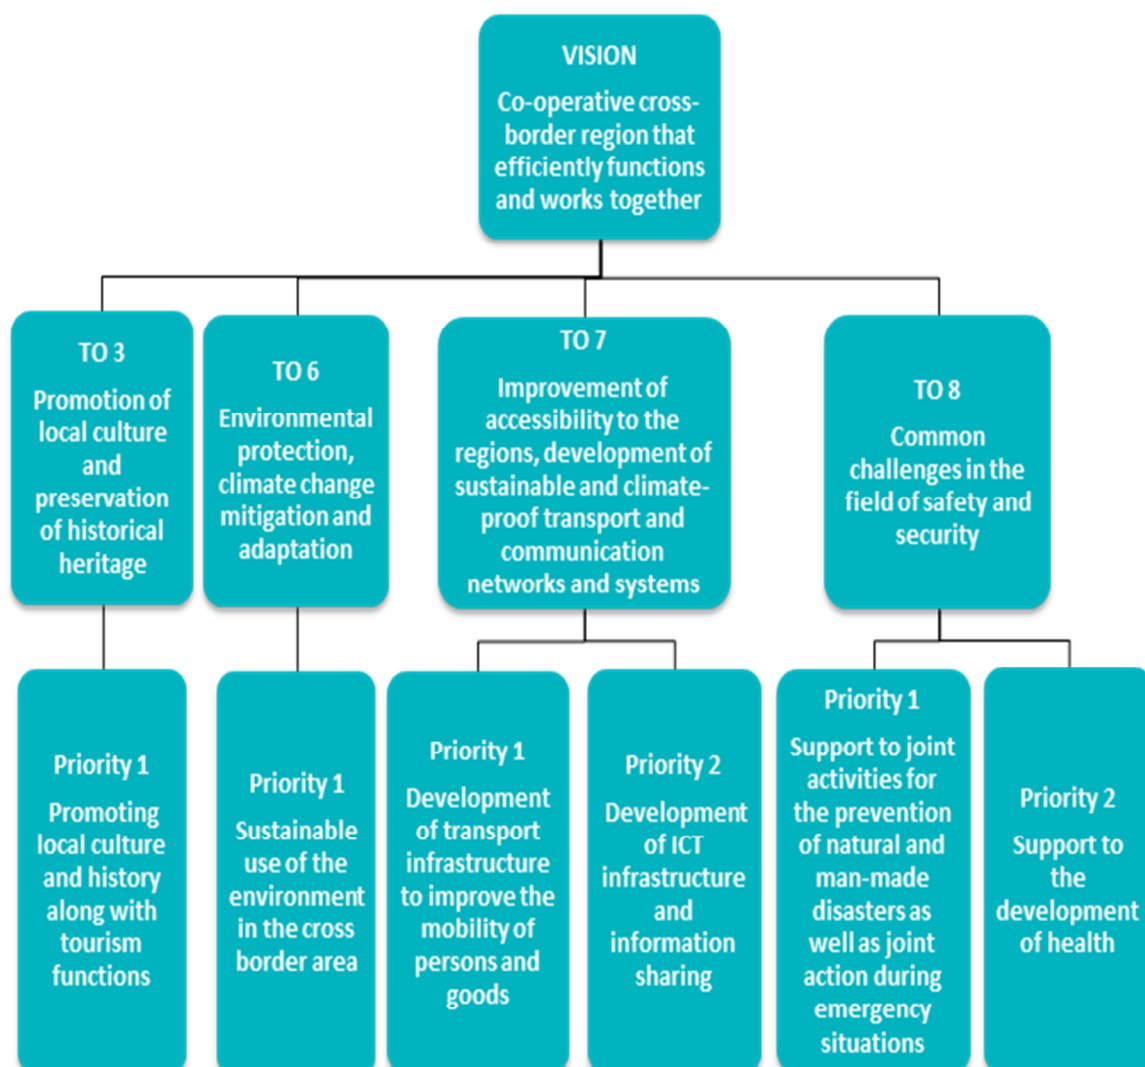 VISION
Co-operative cross-
border region that
efficiently functions
and works together
TO 3
Promotion of
local culture
and
preservation
of historical
heritage
TO 6
Environmental
protection,
climate change
mitigation and
adaptation
TO 7
Improvement of
accessibility to the
regions, development of
sustainable and climate-
proof transport and
communication
networks and systems
TO 8
Common
challenges in the
field of safety and
security
Priority 1
Promoting
local culture
and history
along with
tourism
functions
Priority 1
Sustainable
use of the
environment
in the cross
border area
Priority 1
Development
of transport
infrastructure
to improve the
mobility of
persons and
goods
Priority 2
Development
of ICT
infrastructure
and
information
sharing
Priority 1
Support to joint
activities for
the prevention
of natural and
man-made
disasters as
well as joint
action during
emergency
situations
Priority 2
Support to
the
development
of health